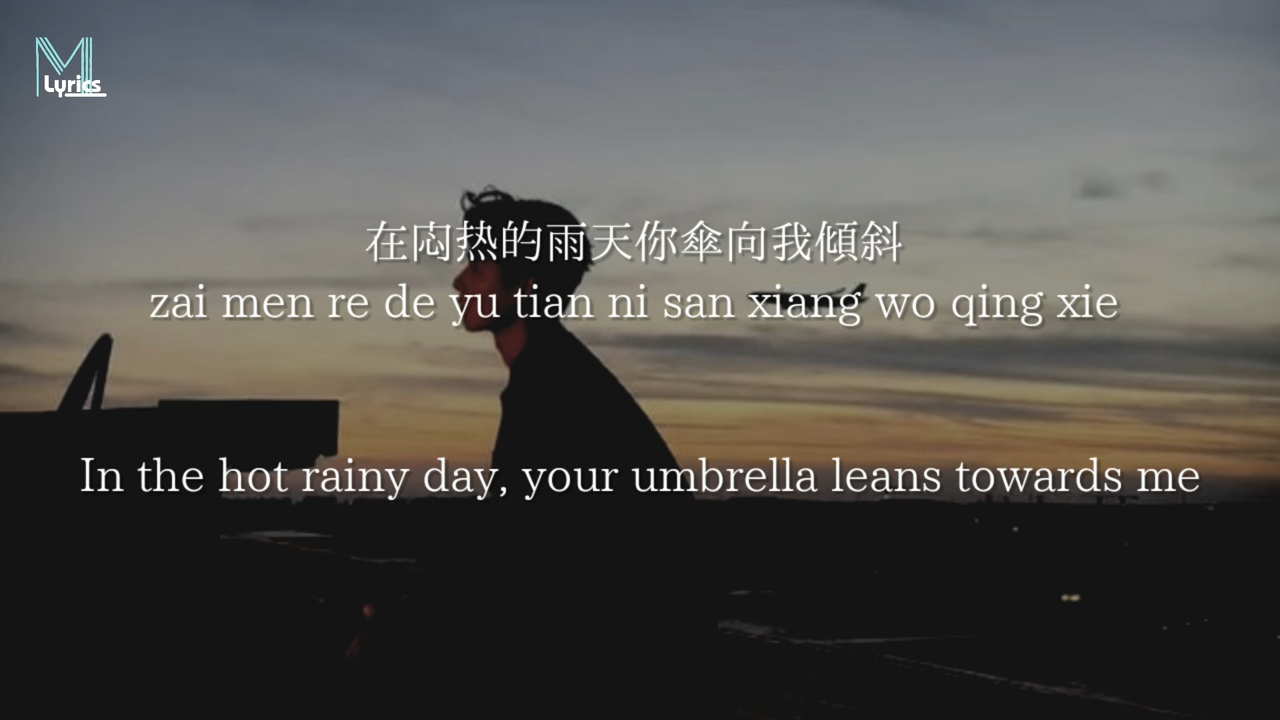 M
Lyrics
在闷热的雨天你傘向我傾斜
zai men re de yu tian ni san xiang wo qing xie
In the hot rainy day, your umbrella leans towards me